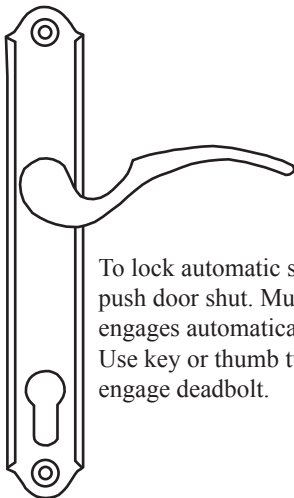 To lock automatic
push door shut.
engages
Use key or thumb
engage deadbolt.